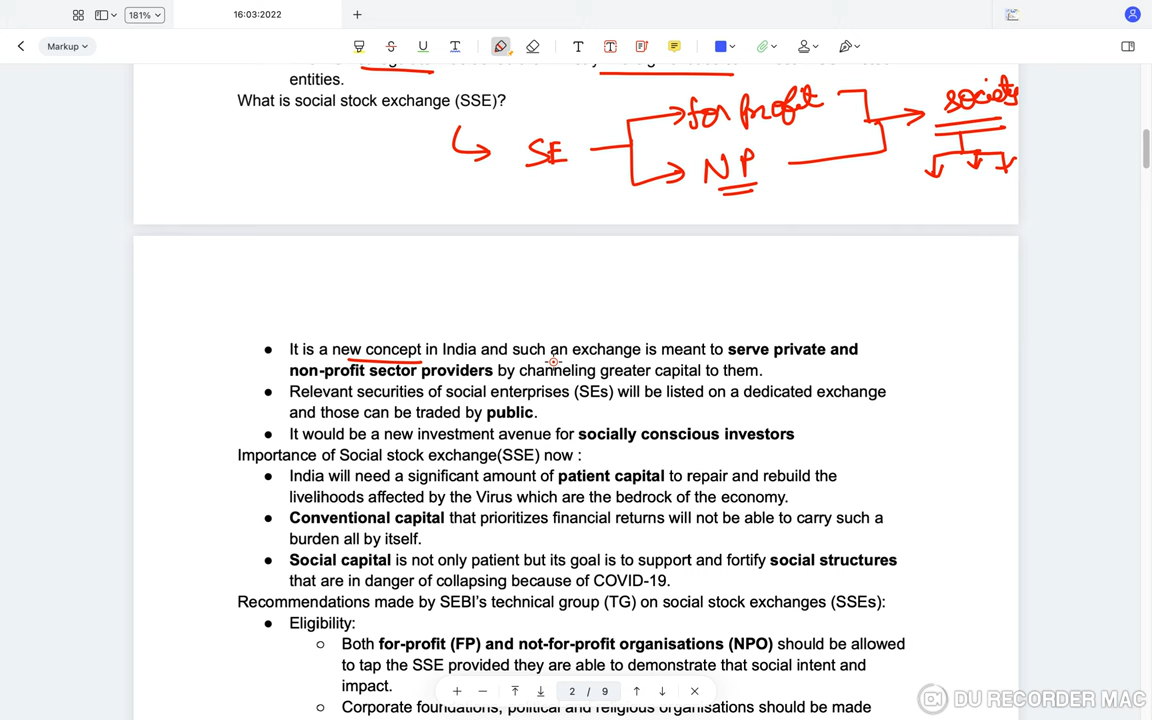 181%
16:03:2022
Markup
entities.
What is social stock exchange (SSE)?
SE
for profit
NP
society
It is a new concept in India and such an exchange is meant to serve private and
non-profit sector providers by channeling greater capital to them.
Relevant securities of social enterprises (SEs) will be listed on a dedicated exchange
and those can be traded by public.
It would be a new investment avenue for socially conscious investors
Importance of Social stock exchange(SSE) now :
India will need a significant amount of patient capital to repair and rebuild the
livelihoods affected by the Virus which are the bedrock of the economy.
Conventional capital that prioritizes financial returns will not be able to carry such a
burden all by itself.
Social capital is not only patient but its goal is to support and fortify social structures
that are in danger of collapsing because of COVID-19.
Recommendations made by SEBI's technical group (TG) on social stock exchanges (SSEs):
Eligibility:
Both for-profit (FP) and not-for-profit organisations (NPO) should be allowed
to tap the SSE provided they are able to demonstrate that social intent and
impact.
2 / 9
Corporate foundations, political and religious organisations should be made
DU RECORDER MAC